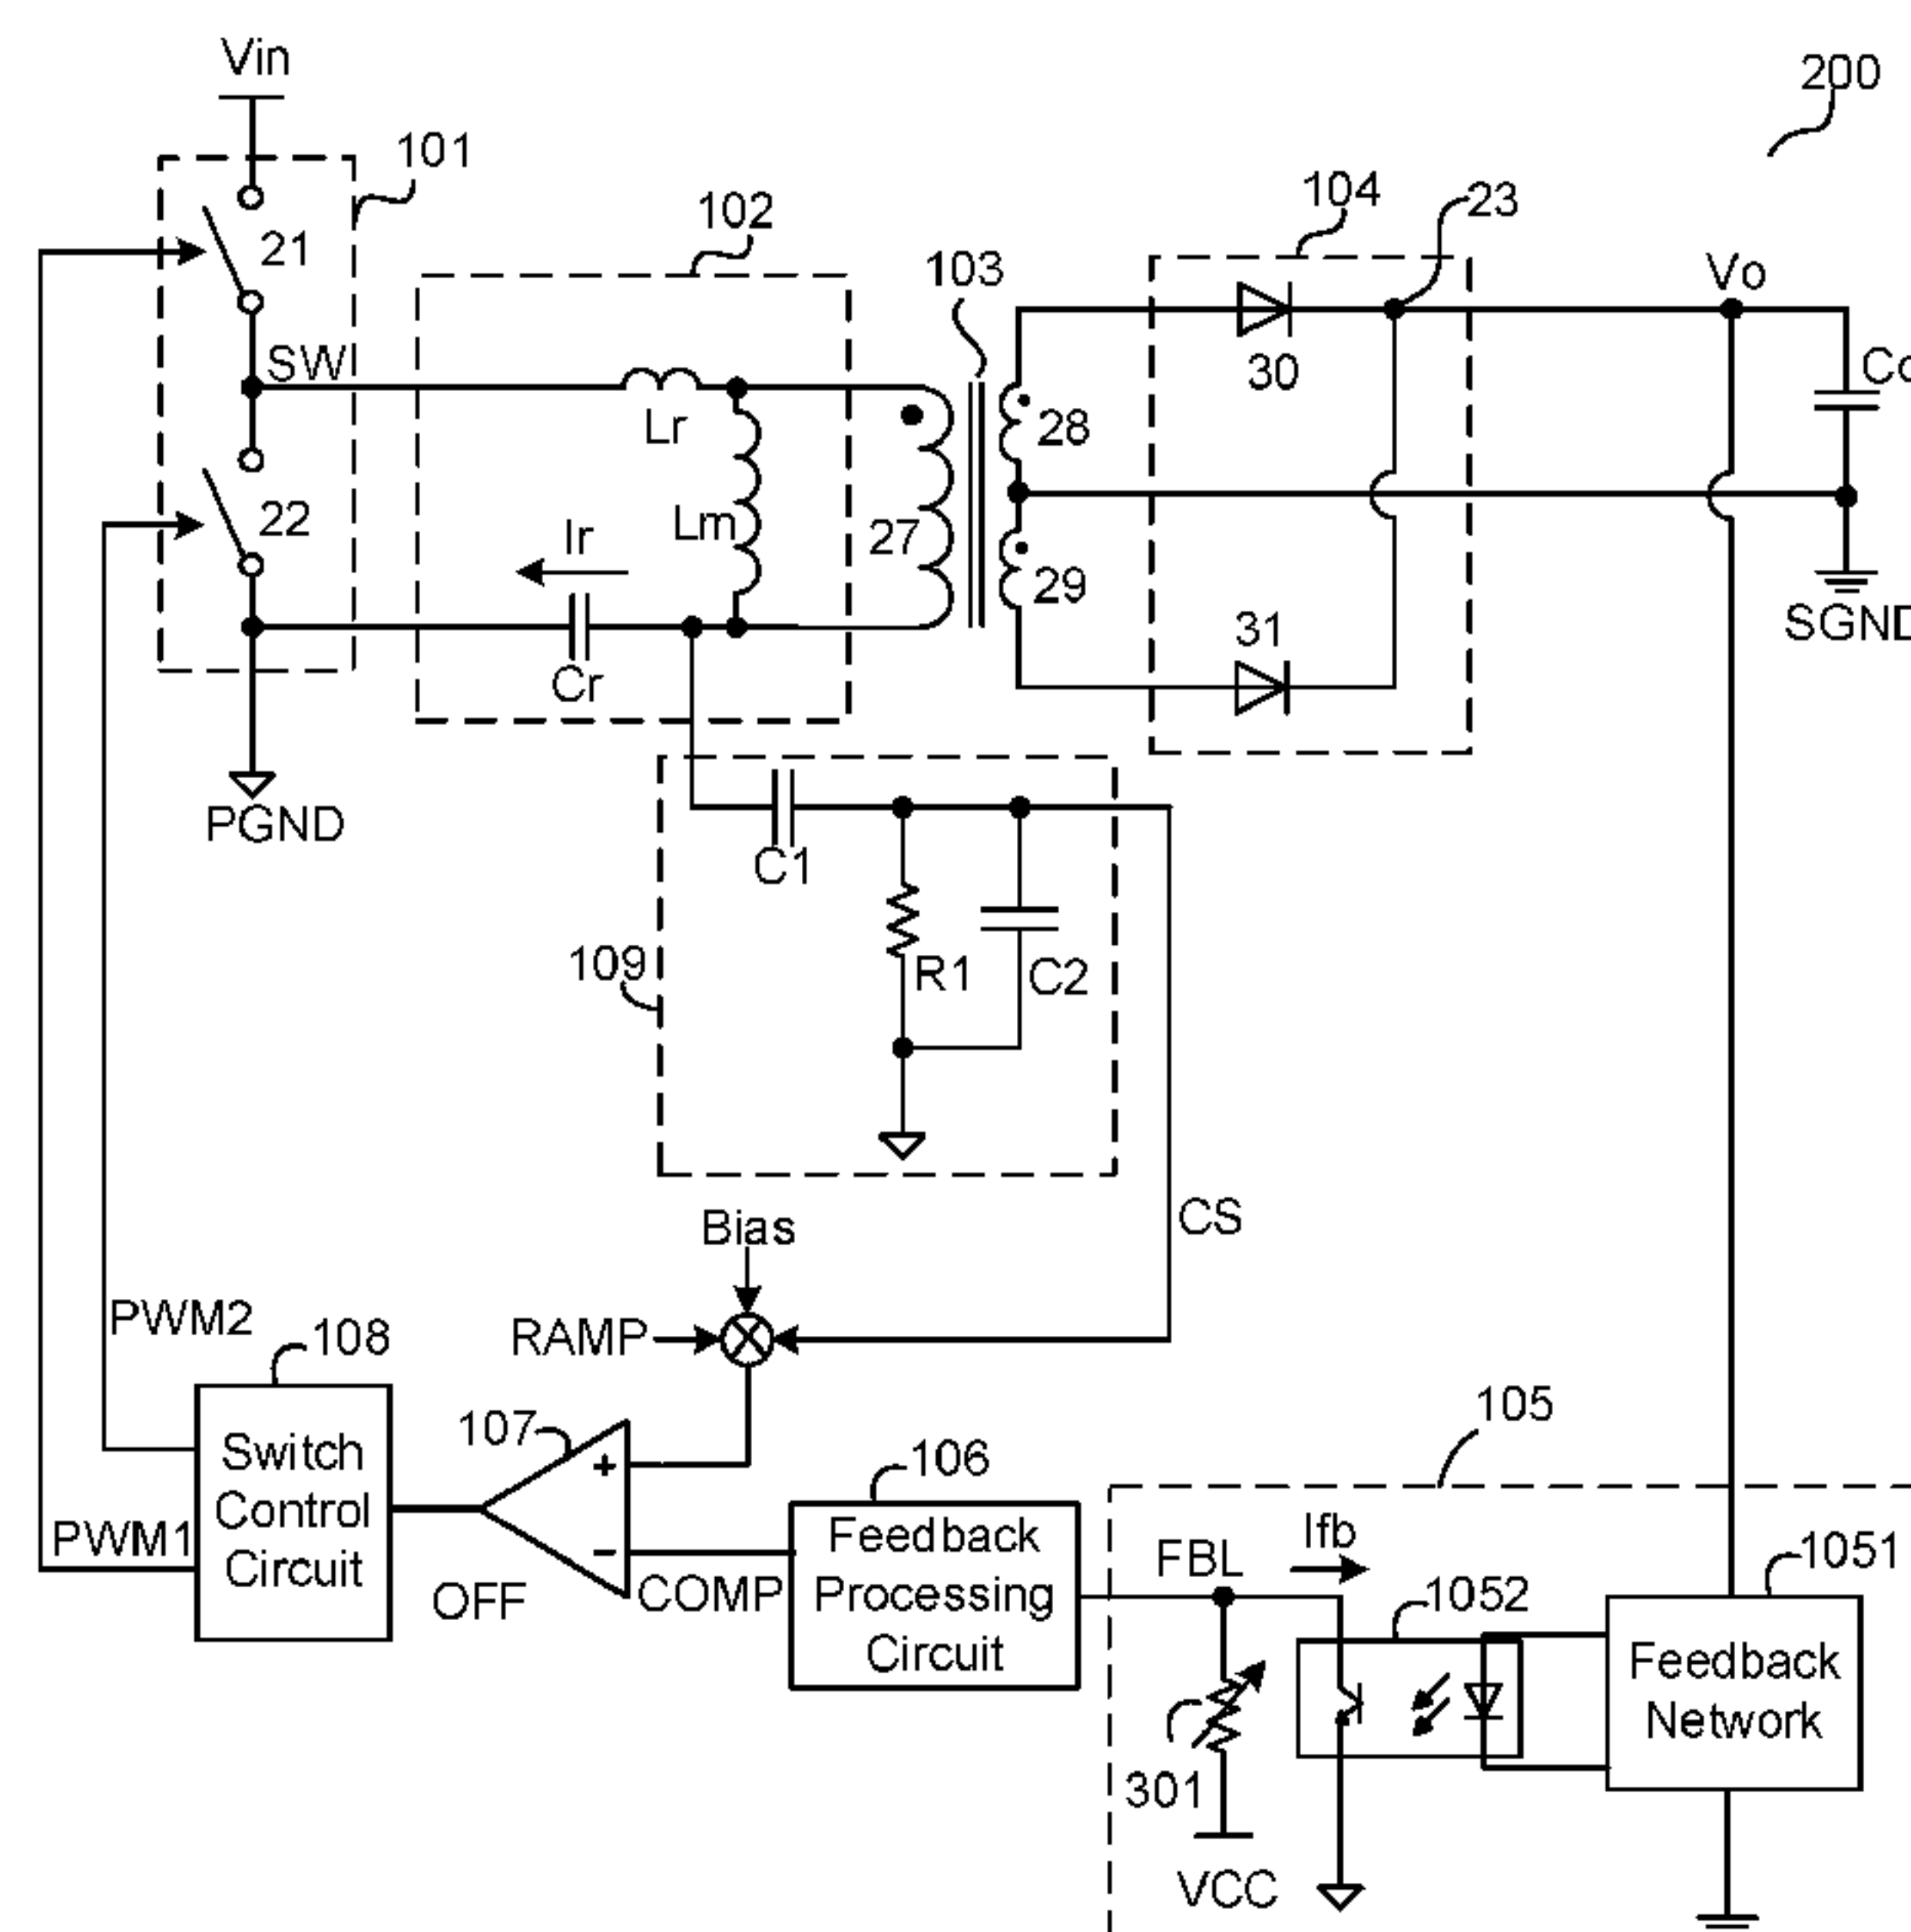 Vin
200
101
102
104
23
21
103
Vo
SW
30
Co
Lr
28
22
Ir
Lm
27
29
SGND
31
Cr
PGND
C1
109
R1
C2
CS
Bias
PWM2
108
RAMP
105
107
106
Switch
Control
Circuit
+
PWM1
−
Feedback
Processing
Circuit
FBL
Ifb
1051
OFF
COMP
1052
Feedback
Network
301
VCC